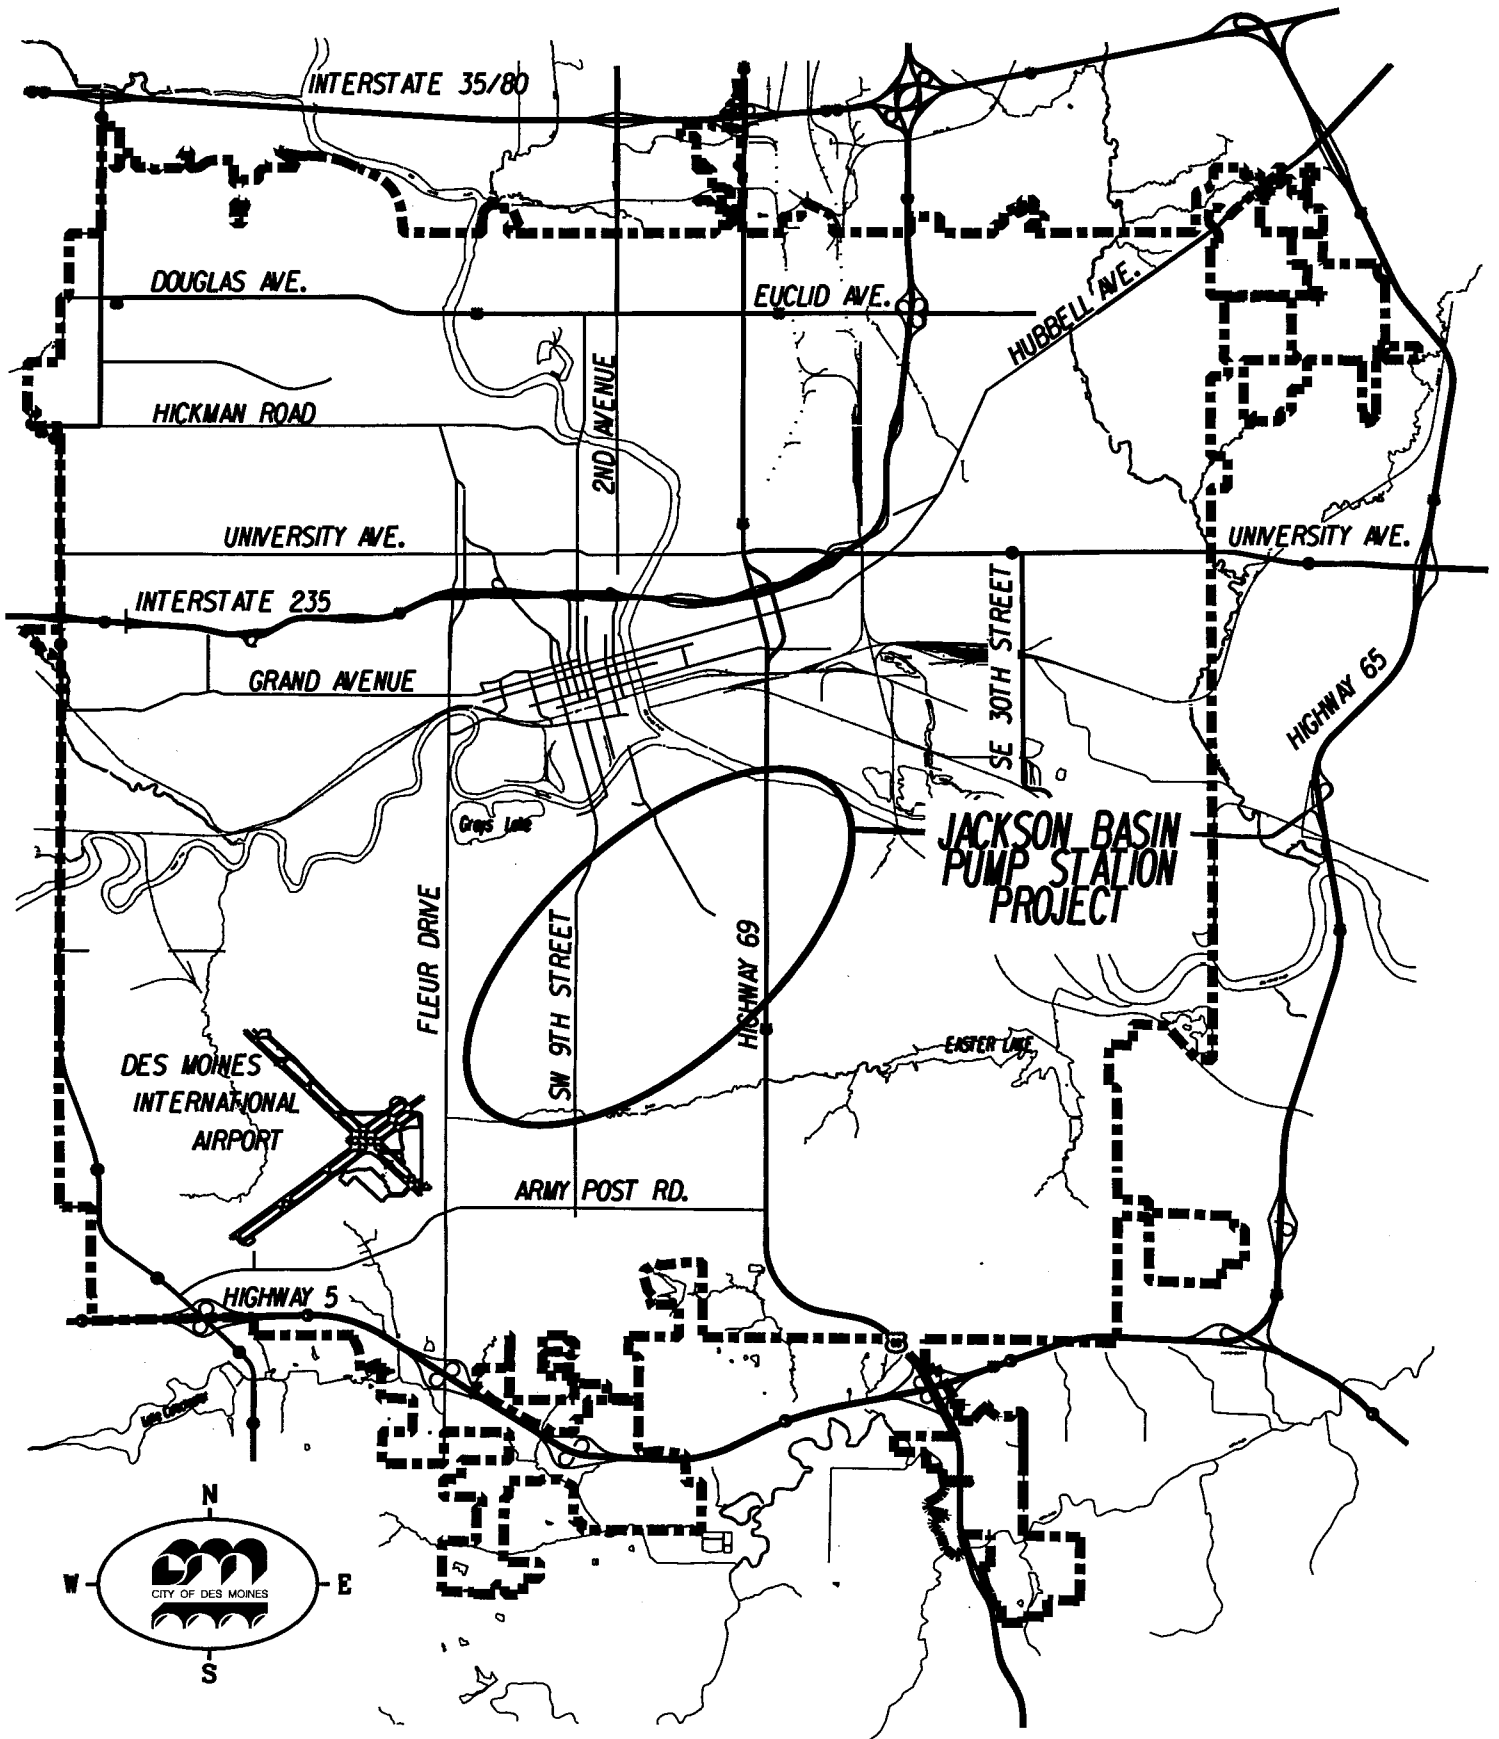 INTERSTATE 35/80
DOUGLAS AVE.
EUCLID AVE.
HUBBELL AVE.
2ND AVENUE
HICKMAN ROAD
UNIVERSITY AVE.
UNIVERSITY AVE.
INTERSTATE 235
SE 30TH STREET
GRAND AVENUE
HIGHWAY 65
Grays Lake
JACKSON BASIN
PUMP STATION
PROJECT
FLEUR DRIVE
SW 9TH STREET
HIGHWAY 69
EASTER LAKE
DES MOINES
INTERNATIONAL
AIRPORT
ARMY POST RD.
HIGHWAY 5
N
W
E
CITY OF DES MOINES
S